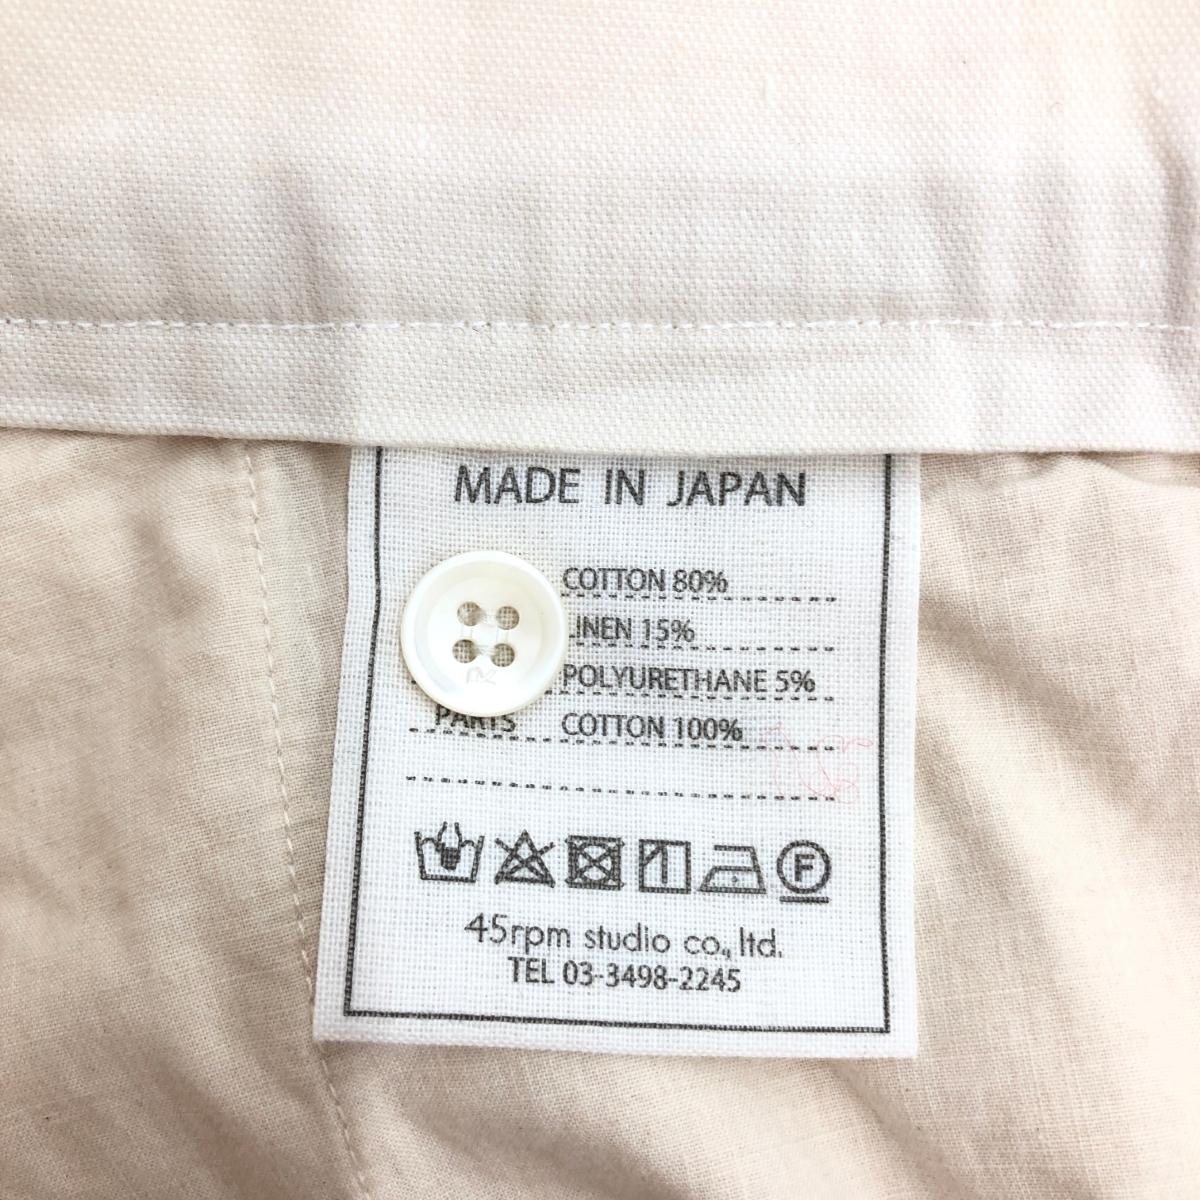 MADE IN JAPAN
COTTON 80%
LINEN 15%
POLYURETHANE 5%
PARTS COTTON 100%
F
45rpm studio co., ltd.
TEL 03-3498-2245